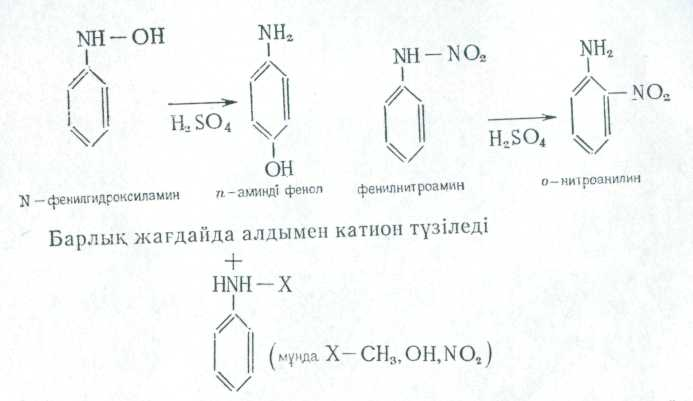 NH — OH
NH₂
NH — NO₂
NH₂
NO₂
H₂SO₄
H₂SO₄
OH
N — фенилгидроксиламин
п – аминді фенол
фенилнитроамин
о — нитроанилин
Барлық жағдайда алдымен катион түзіледі
+
HNH — X
(мұнда X — CH₃, OH, NO₂)